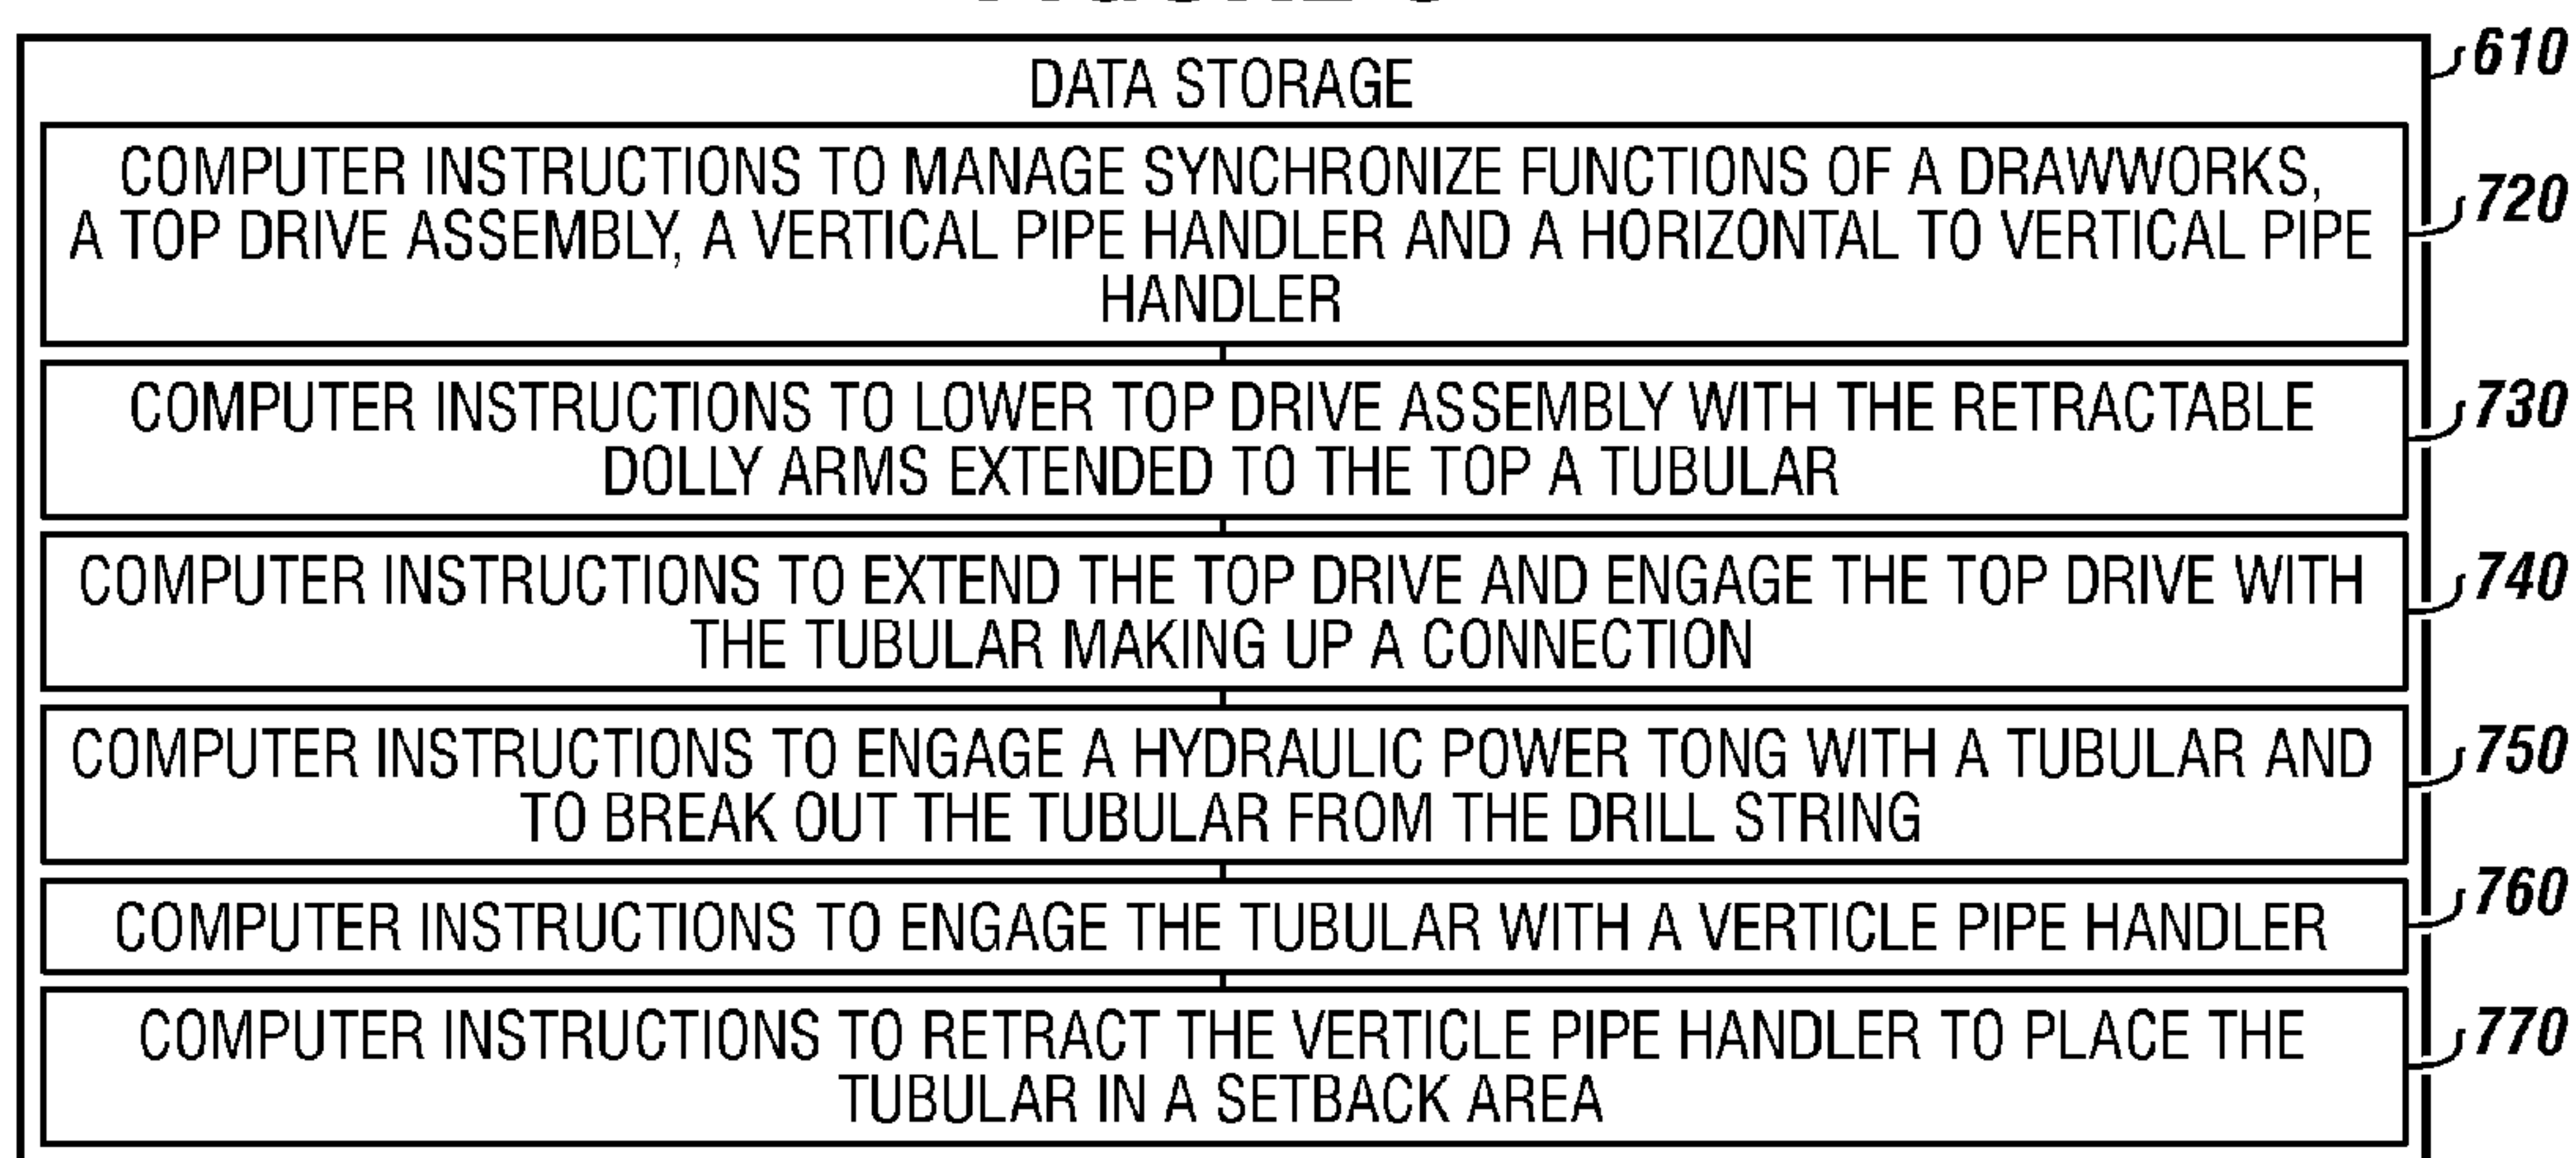 DATA STORAGE
610
COMPUTER INSTRUCTIONS TO MANAGE SYNCHRONIZE FUNCTIONS OF A DRAWWORKS,
A TOP DRIVE ASSEMBLY, A VERTICAL PIPE HANDLER AND A HORIZONTAL TO VERTICAL PIPE
HANDLER
720
COMPUTER INSTRUCTIONS TO LOWER TOP DRIVE ASSEMBLY WITH THE RETRACTABLE
DOLLY ARMS EXTENDED TO THE TOP A TUBULAR
730
COMPUTER INSTRUCTIONS TO EXTEND THE TOP DRIVE AND ENGAGE THE TOP DRIVE WITH
THE TUBULAR MAKING UP A CONNECTION
740
COMPUTER INSTRUCTIONS TO ENGAGE A HYDRAULIC POWER TONG WITH A TUBULAR AND
TO BREAK OUT THE TUBULAR FROM THE DRILL STRING
750
COMPUTER INSTRUCTIONS TO ENGAGE THE TUBULAR WITH A VERTICLE PIPE HANDLER
760
COMPUTER INSTRUCTIONS TO RETRACT THE VERTICLE PIPE HANDLER TO PLACE THE
TUBULAR IN A SETBACK AREA
770